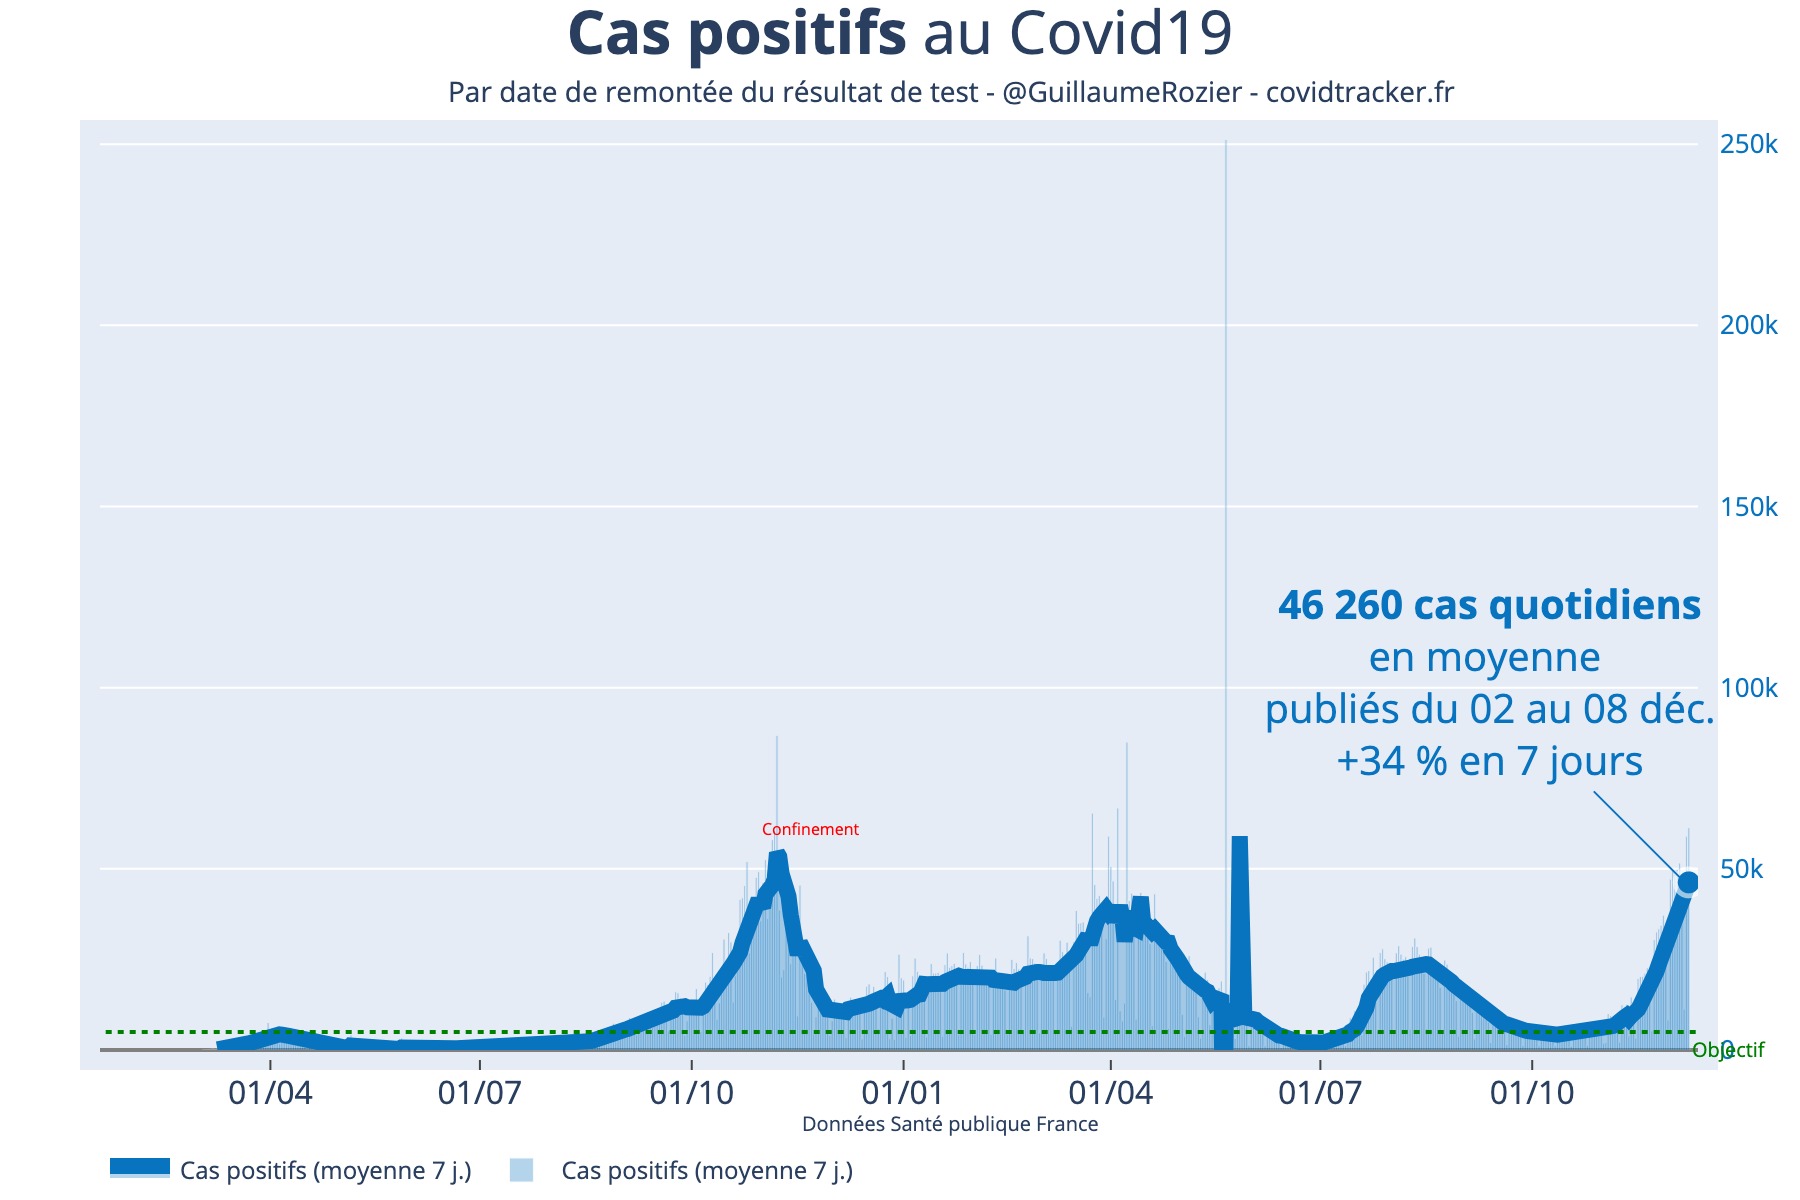 Cas positifs au Covid19
Par date de remontée du résultat de test - @GuillaumeRozier - covidtracker.fr
250k
200k
150k
46 260 cas quotidiens
en moyenne
100k
publiés du 02 au 08 déc.
+34 % en 7 jours
Confinement
50k
0
Objectif
01/04
01/07
01/10
01/01
01/04
01/07
01/10
Données Santé publique France
Cas positifs (moyenne 7 j.)
Cas positifs (moyenne 7 j.)